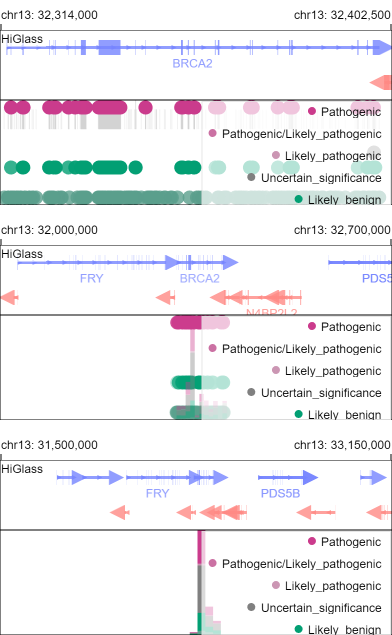 chr13: 32,314,000 chr13: 32,402,500
HiGlass
BRCA2
Pathogenic
Pathogenic/Likely_pathogenic
Likely_pathogenic
Uncertain_significance
Likely_benign
chr13: 32,000,000 chr13: 32,700,000
HiGlass
FRY BRCA2 PDS5
N4BP2L2
Pathogenic
Pathogenic/Likely_pathogenic
Likely_pathogenic
Uncertain_significance
Likely_benign
chr13: 31,500,000 chr13: 33,150,000
HiGlass
FRY PDS5B
Pathogenic
Pathogenic/Likely_pathogenic
Likely_pathogenic
Uncertain_significance
Likely_benign